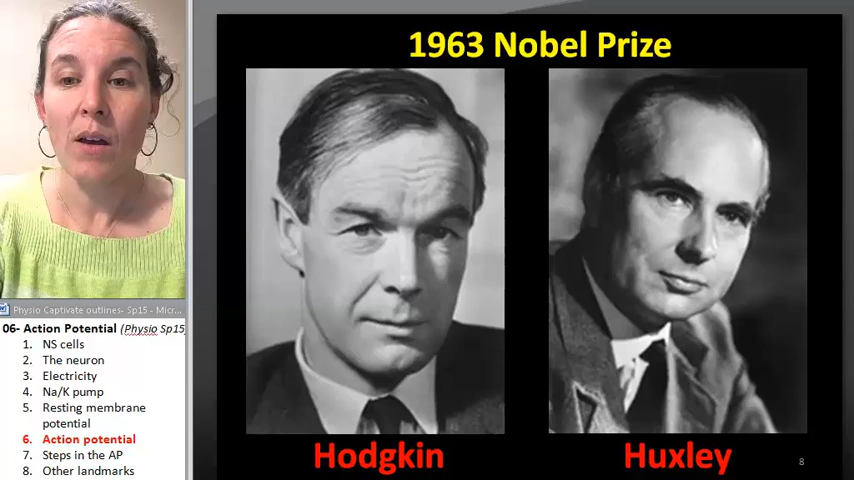 1963 Nobel Prize
Hodgkin
Huxley
8
Physio Captivate outlines- Sp15 - Micr...
06- Action Potential (Physio Sp15
1. NS cells
2. The neuron
3. Electricity
4. Na/K pump
5. Resting membrane
potential
6. Action potential
7. Steps in the AP
8. Other landmarks